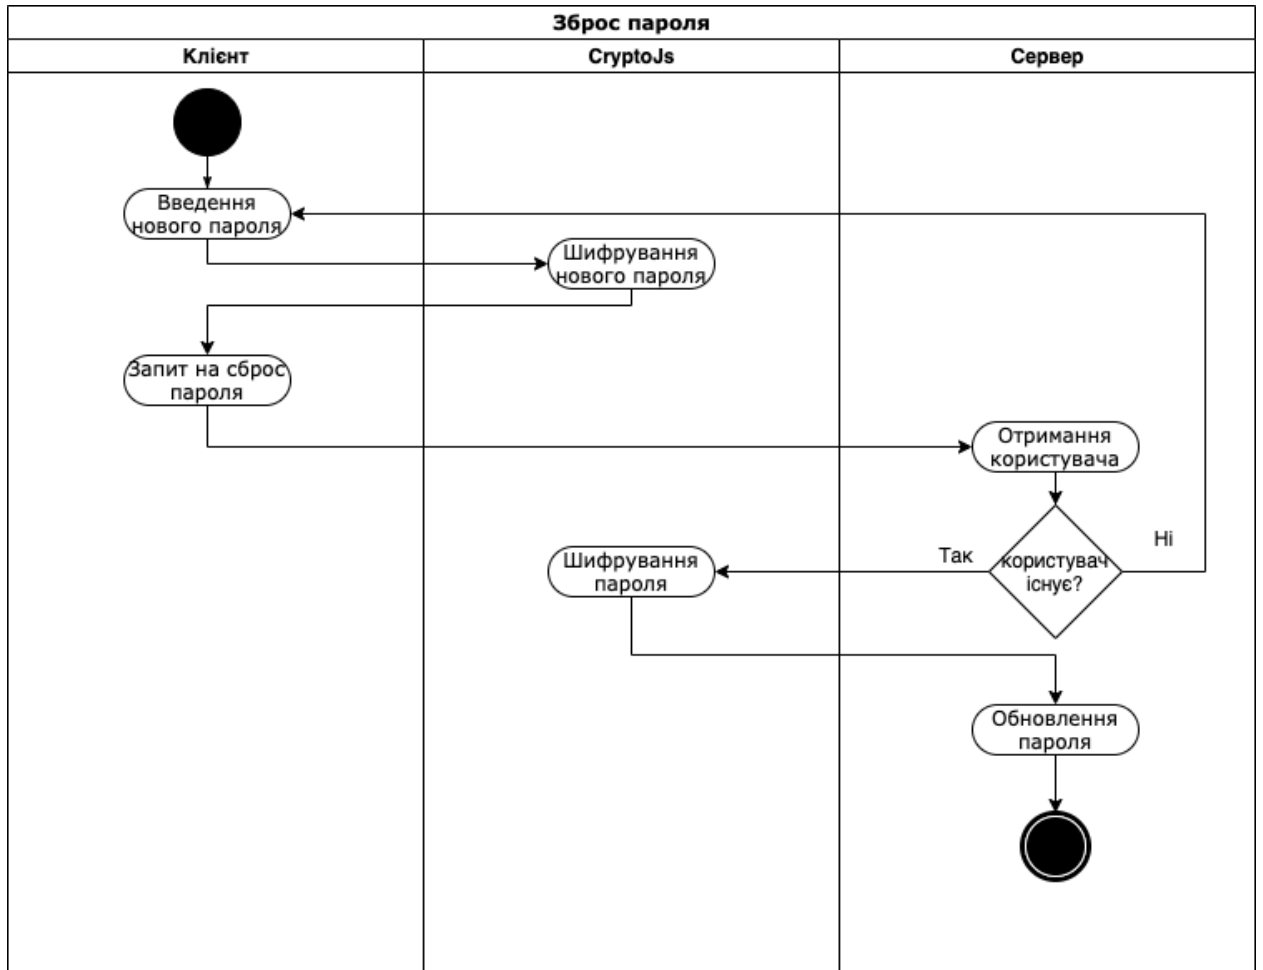 Зброс пароля
Клієнт
CryptoJs
Сервер
Введення
нового пароля
Шифрування
нового пароля
Запит на сброс
пароля
Отримання
користувача
Так
користувач
існує?
Ні
Шифрування
пароля
Обновлення
пароля